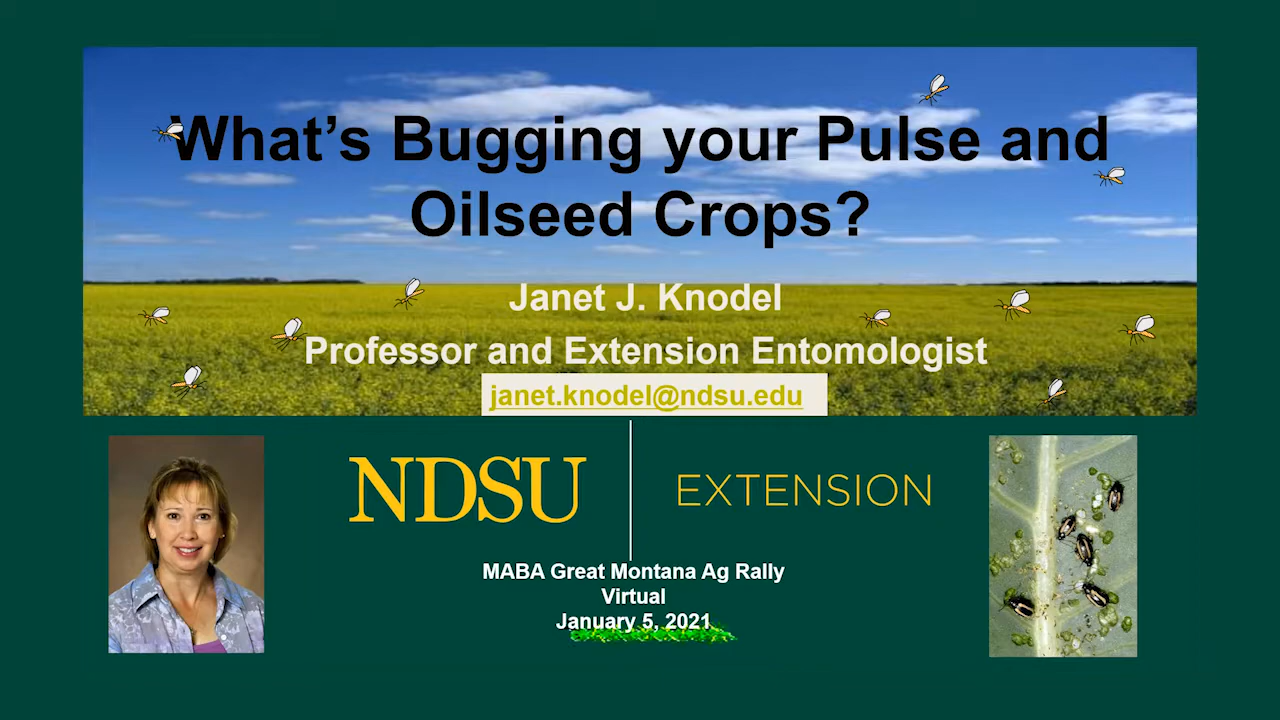 What’s Bugging your Pulse and
Oilseed Crops?
Janet J. Knodel
Professor and Extension Entomologist
janet.knodel@ndsu.edu
NDSU
EXTENSION
MABA Great Montana Ag Rally
Virtual
January 5, 2021